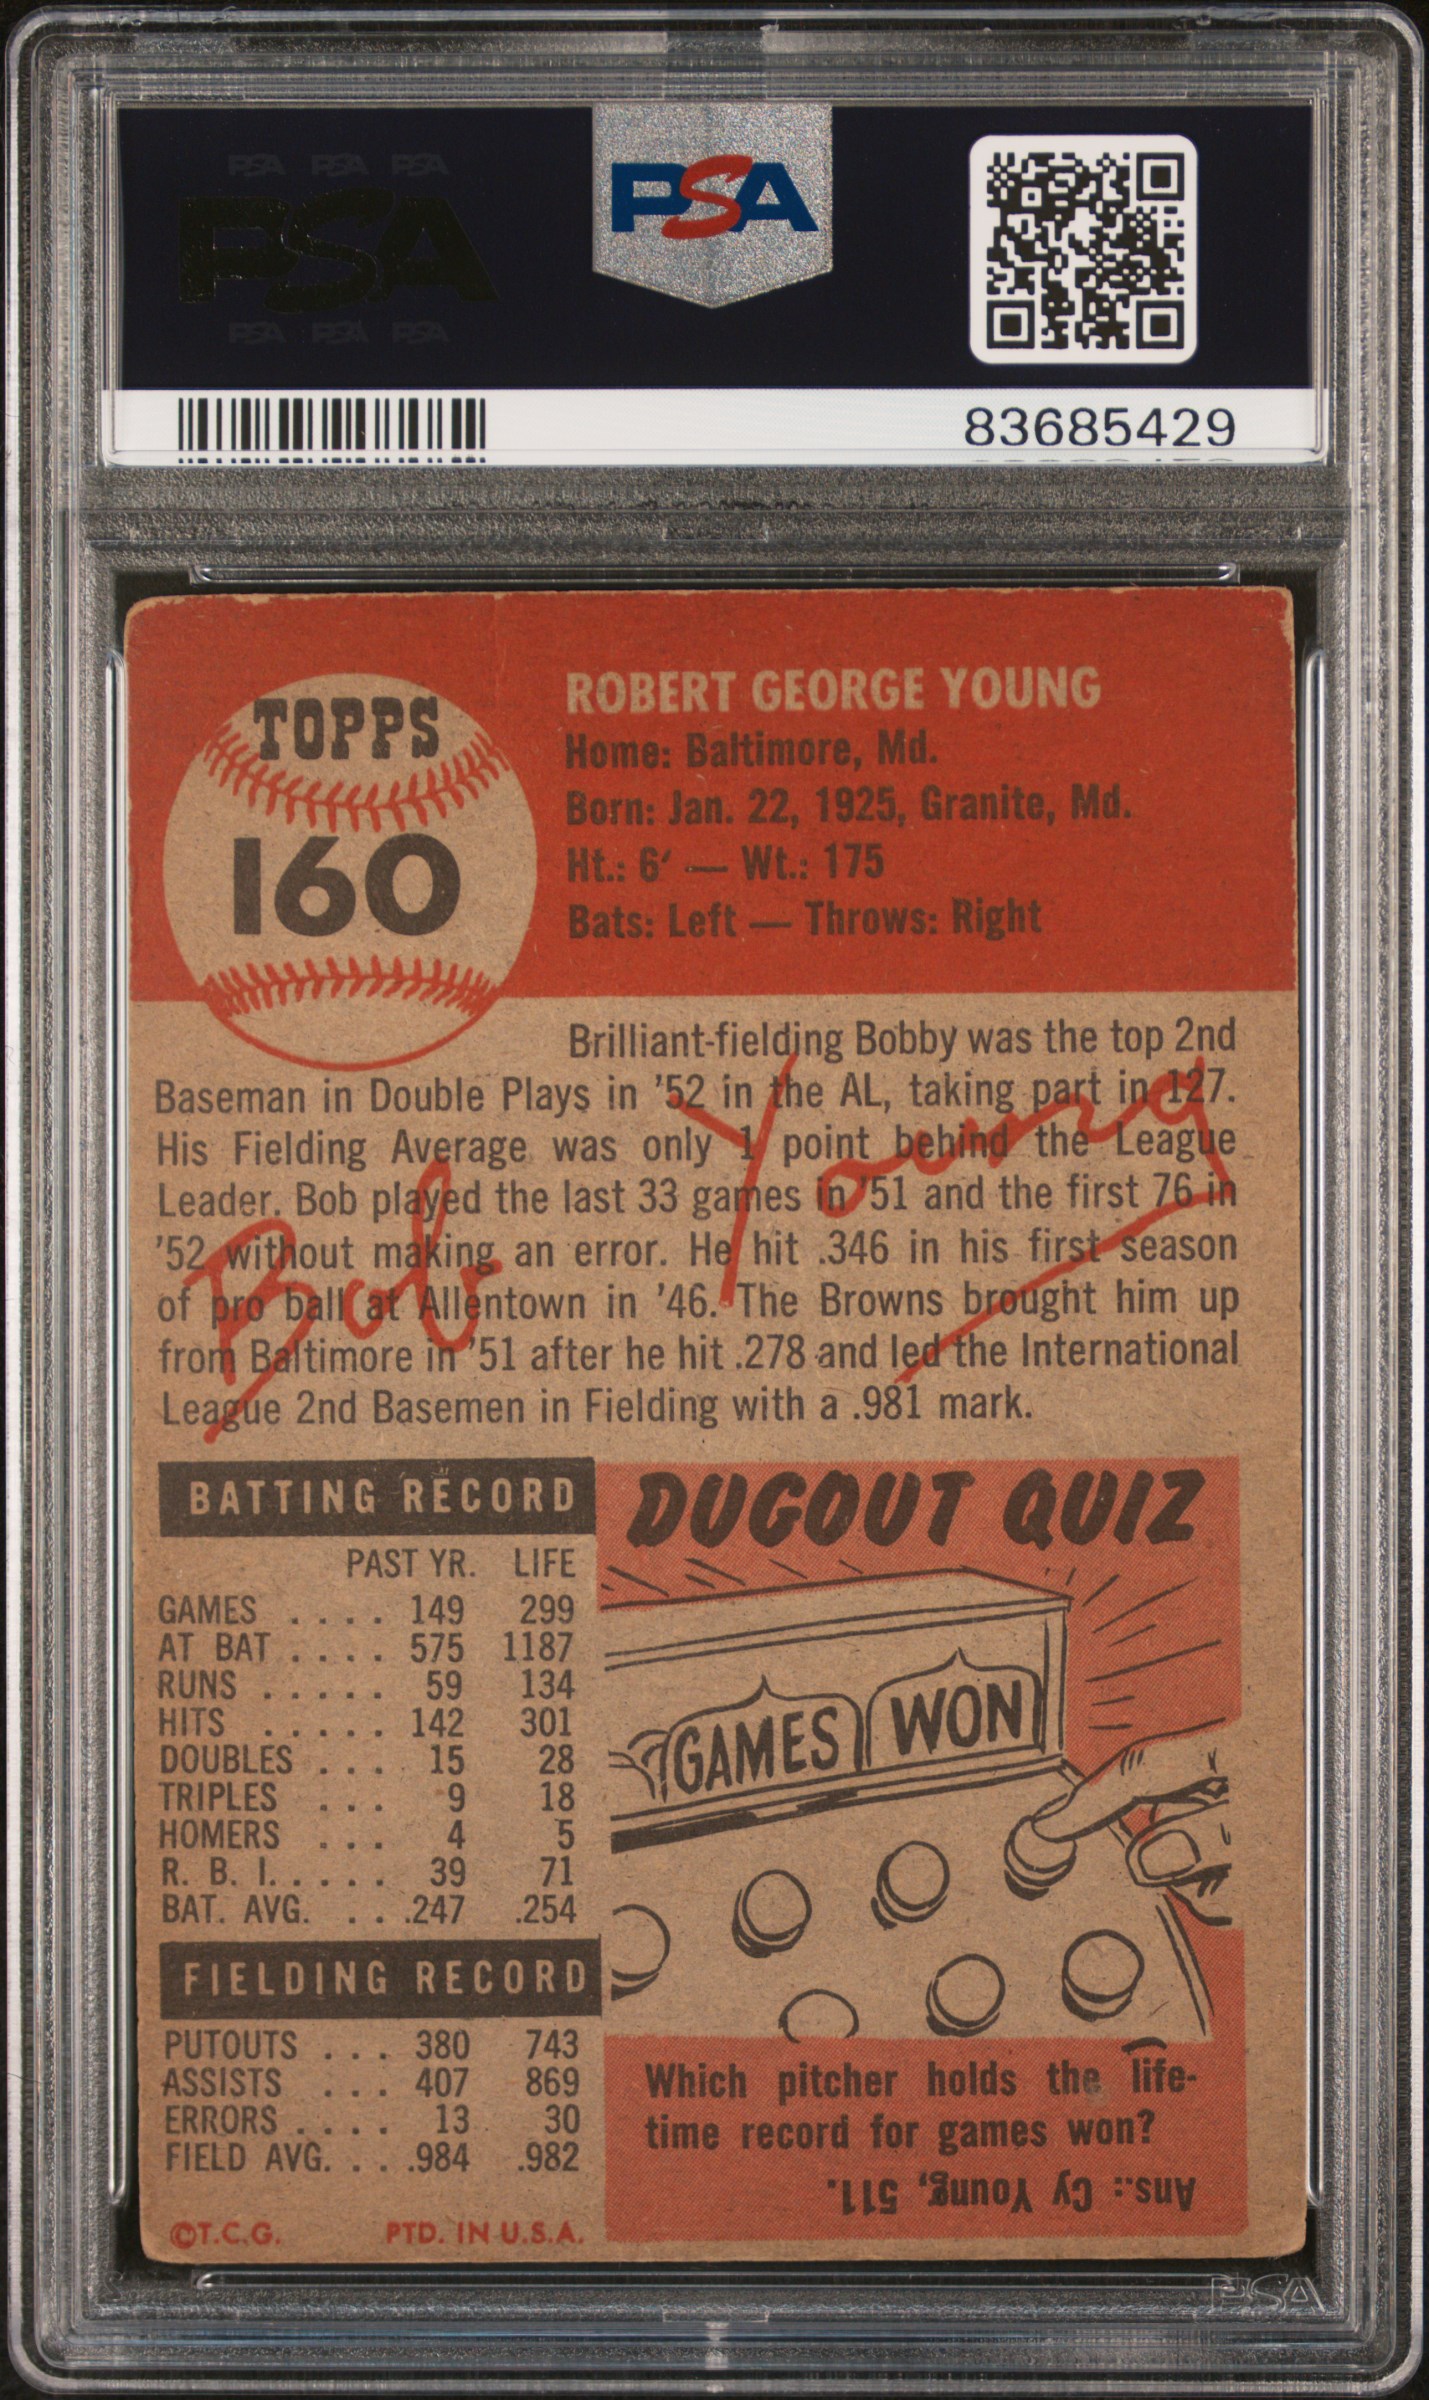 PSA PSA PSA
PSA
PSA PSA PSA
PSA
83685429
TOPPS
160
ROBERT GEORGE YOUNG
Home: Baltimore, Md.
Born: Jan. 22, 1925, Granite, Md.
Ht.: 6' — Wt.: 175
Bats: Left — Throws: Right
Brilliant-fielding Bobby was the top 2nd
Baseman in Double Plays in '52 in the AL, taking part in 127.
His Fielding Average was only 1 point behind the League
Leader. Bob played the last 33 games in '51 and the first 76 in
'52 without making an error. He hit .346 in his first season
of pro ball at Allentown in '46. The Browns brought him up
from Baltimore in '51 after he hit .278 and led the International
League 2nd Basemen in Fielding with a .981 mark.
Bob Young
BATTING RECORD
PAST YR. LIFE
GAMES .... 149 299
AT BAT .... 575 1187
RUNS ..... 59 134
HITS ..... 142 301
DOUBLES ... 15 28
TRIPLES ... 9 18
HOMERS ... 4 5
R. B. I. .... 39 71
BAT. AVG. ... .247 .254
FIELDING RECORD
PUTOUTS ... 380 743
ASSISTS ... 407 869
ERRORS .... 13 30
FIELD AVG. ... .984 .982
©T.C.G. PTD. IN U.S.A.
DUGOUT QUIZ
GAMES WON
Which pitcher holds the life-
time record for games won?
Ans.: Cy Young, 511.
PSA